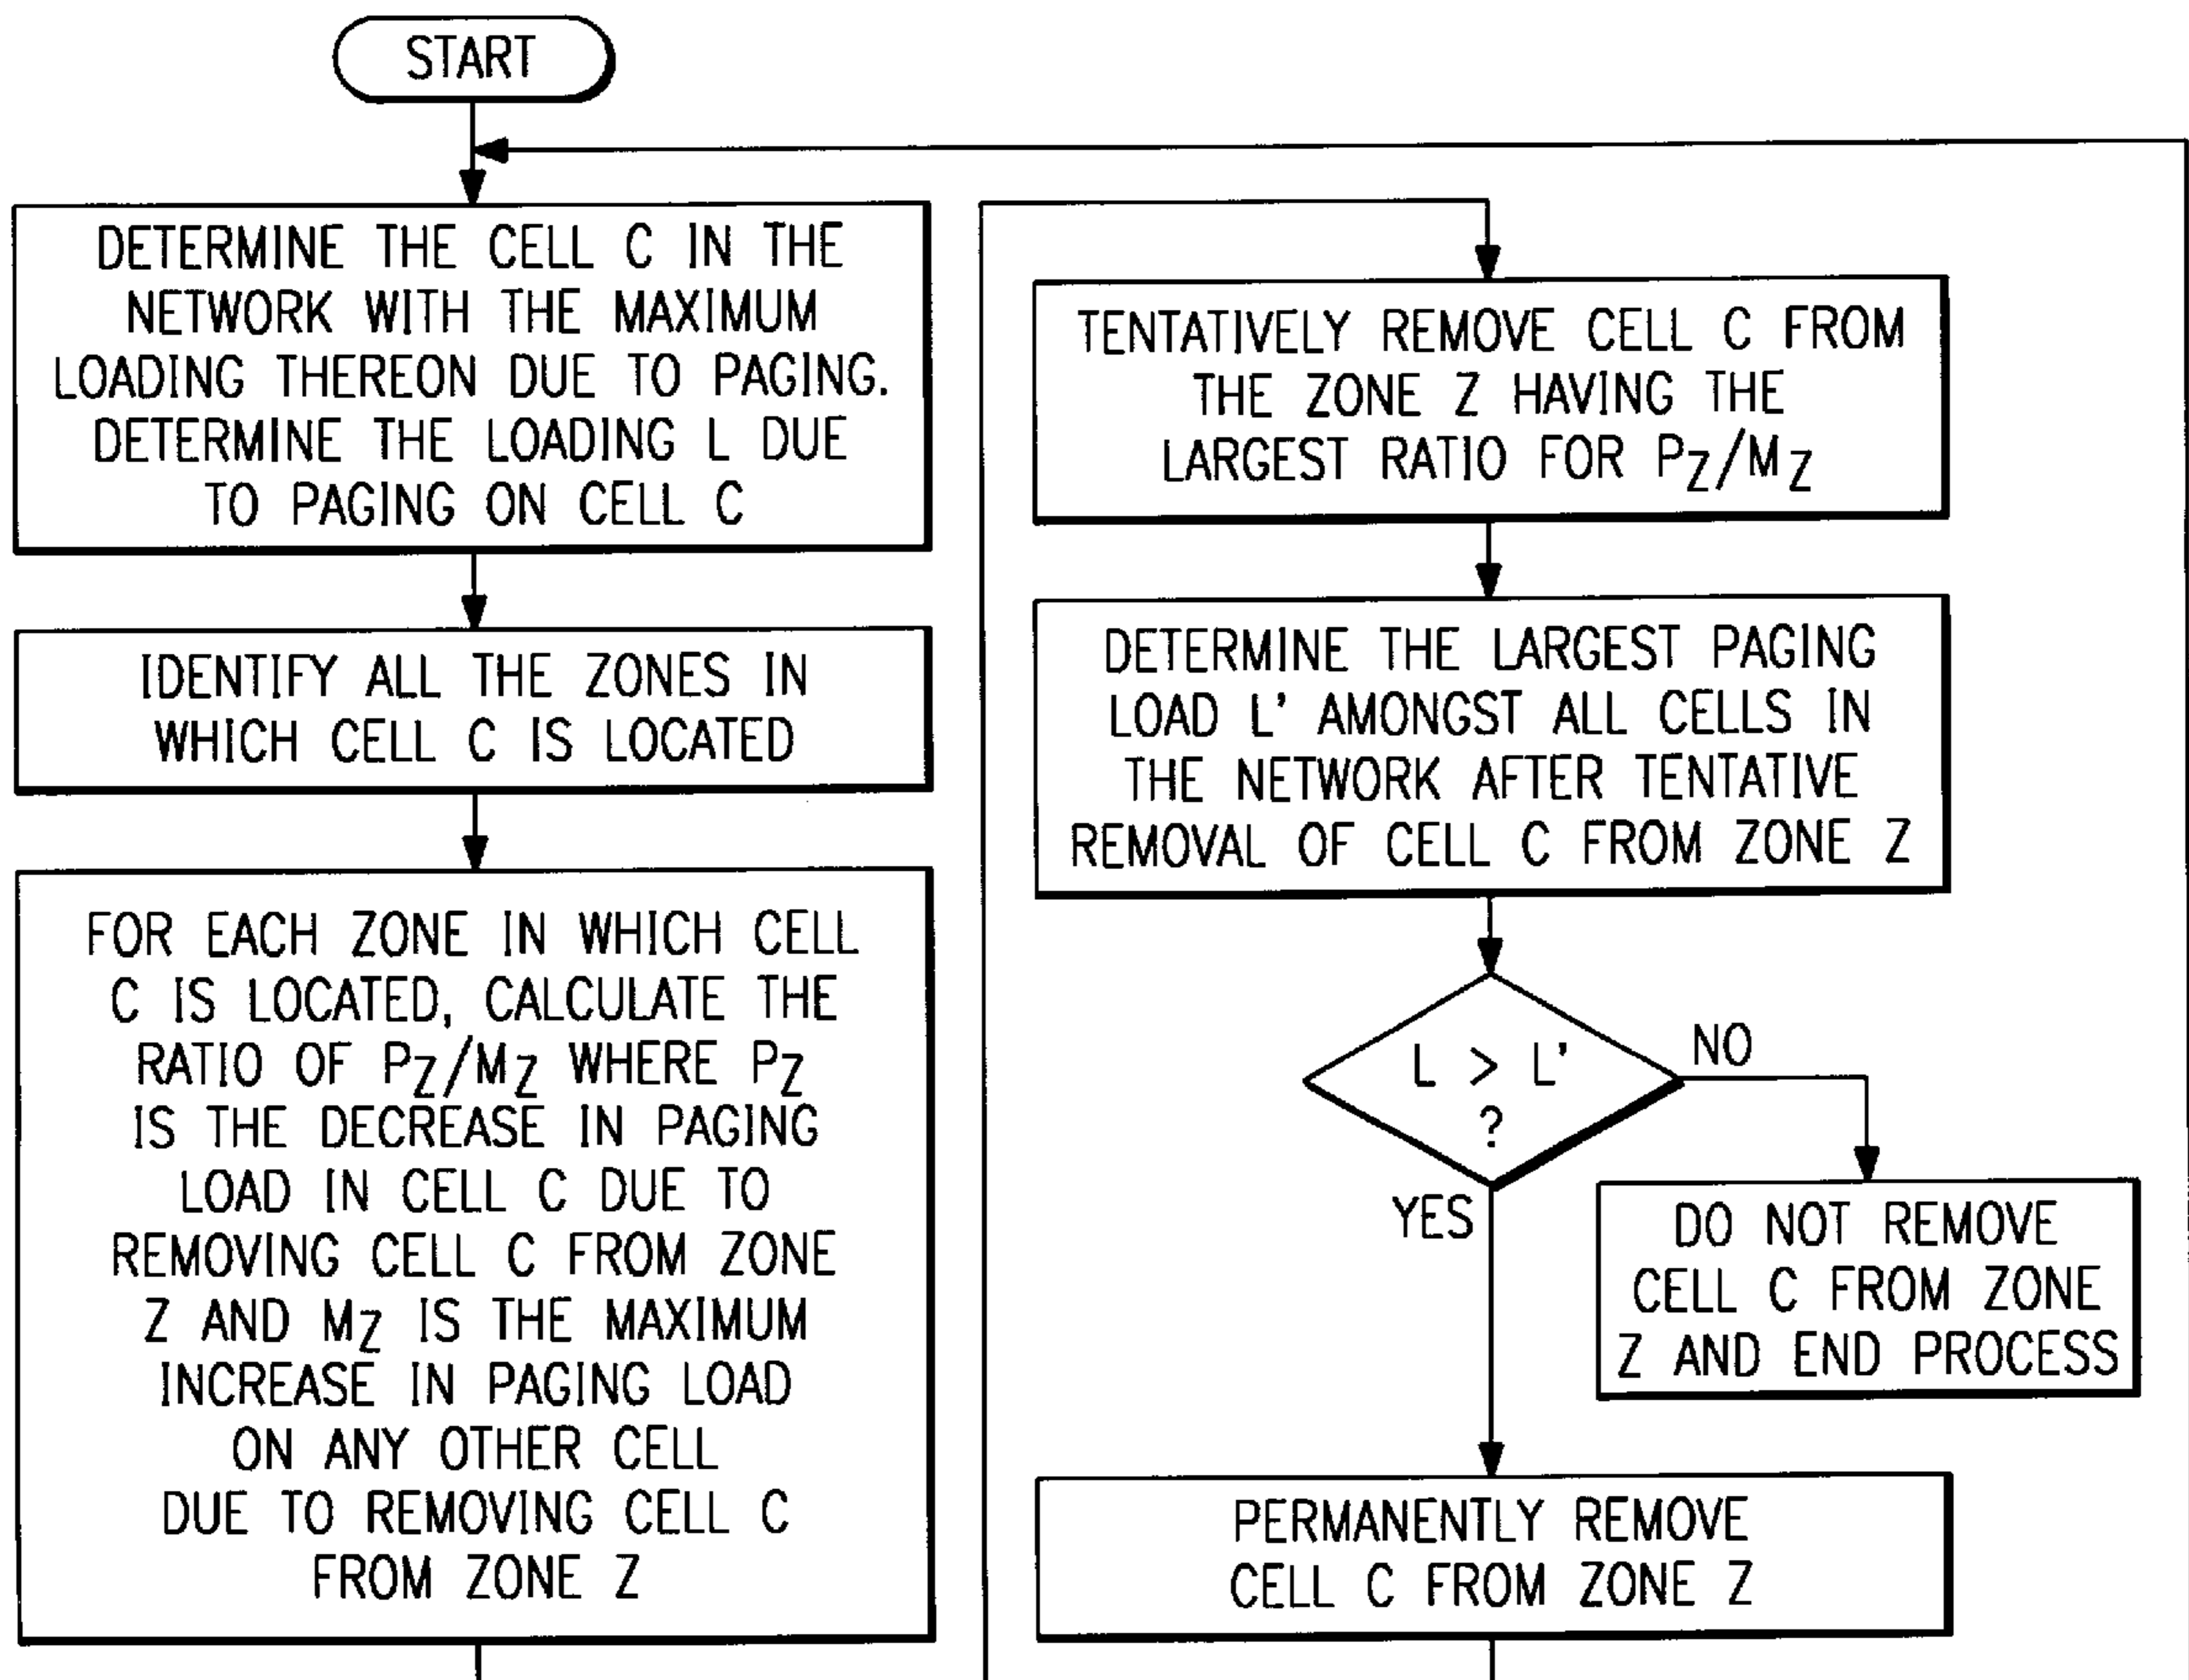 START
DETERMINE THE CELL C IN THE
NETWORK WITH THE MAXIMUM
LOADING THEREON DUE TO PAGING.
DETERMINE THE LOADING L DUE
TO PAGING ON CELL C
IDENTIFY ALL THE ZONES IN
WHICH CELL C IS LOCATED
FOR EACH ZONE IN WHICH CELL
C IS LOCATED, CALCULATE THE
RATIO OF PZ/MZ WHERE PZ
IS THE DECREASE IN PAGING
LOAD IN CELL C DUE TO
REMOVING CELL C FROM ZONE
Z AND MZ IS THE MAXIMUM
INCREASE IN PAGING LOAD
ON ANY OTHER CELL
DUE TO REMOVING CELL C
FROM ZONE Z
TENTATIVELY REMOVE CELL C FROM
THE ZONE Z HAVING THE
LARGEST RATIO FOR PZ/MZ
DETERMINE THE LARGEST PAGING
LOAD L' AMONGST ALL CELLS IN
THE NETWORK AFTER TENTATIVE
REMOVAL OF CELL C FROM ZONE Z
L > L'
?
NO
YES
DO NOT REMOVE
CELL C FROM ZONE
Z AND END PROCESS
PERMANENTLY REMOVE
CELL C FROM ZONE Z